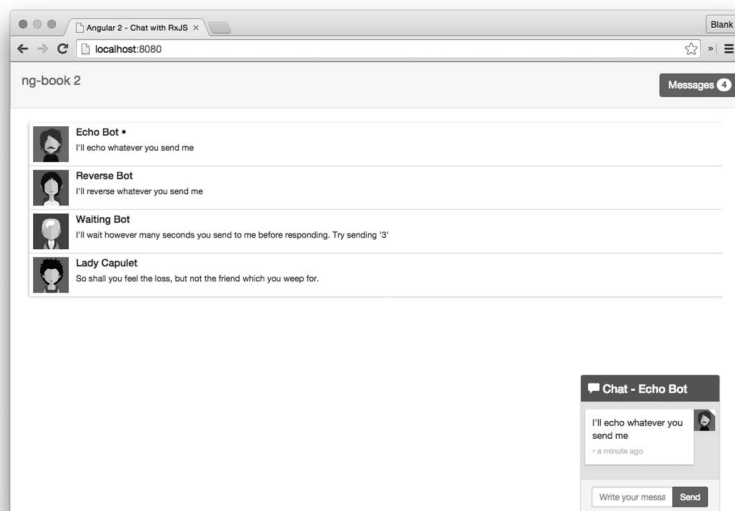 Angular 2 - Chat with RxJS ×
Blank
localhost:8080
ng-book 2
Messages 4
Echo Bot •
I'll echo whatever you send me
Reverse Bot
I'll reverse whatever you send me
Waiting Bot
I'll wait however many seconds you send to me before responding. Try sending '3'
Lady Capulet
So shall you feel the loss, but not the friend which you weep for.
Chat - Echo Bot
I'll echo whatever you
send me
• a minute ago
Write your messa
Send